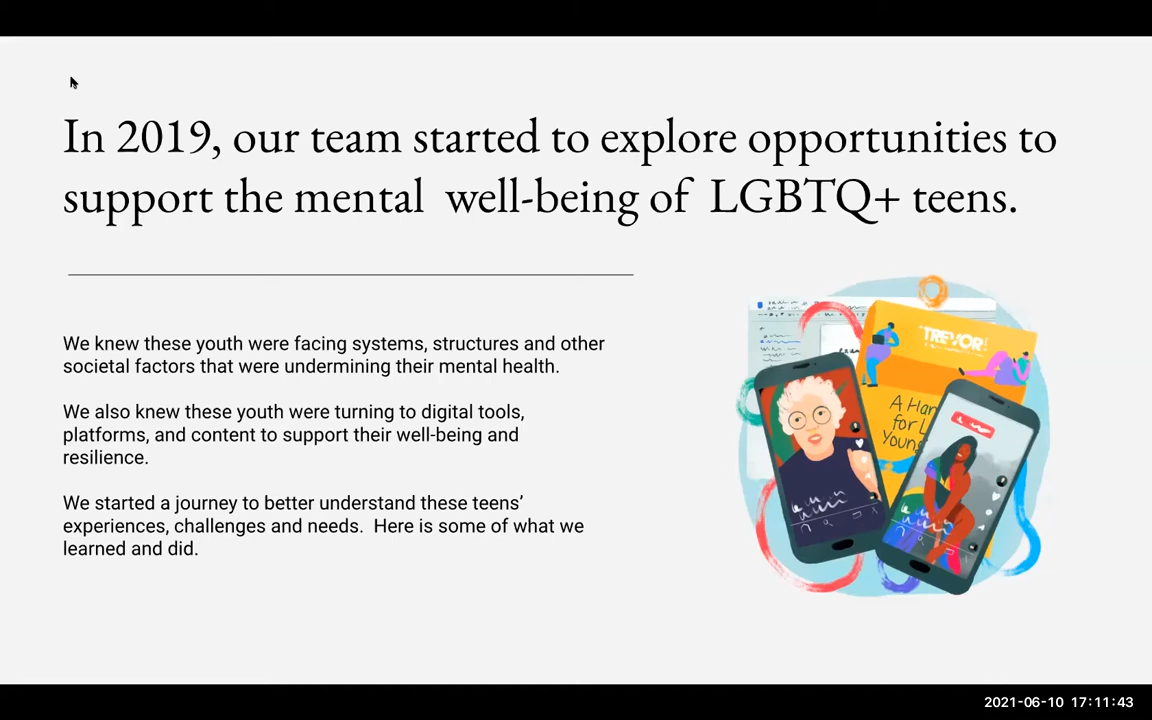 In 2019, our team started to explore opportunities to
support the mental  well-being of  LGBTQ+ teens.
We knew these youth were facing systems, structures and other
societal factors that were undermining their mental health.
We also knew these youth were turning to digital tools,
platforms, and content to support their well-being and
resilience.
We started a journey to better understand these teens’
experiences, challenges and needs.  Here is some of what we
learned and did.
TREVOR
A Han
for L
Young
2021-06-10 17:11:43